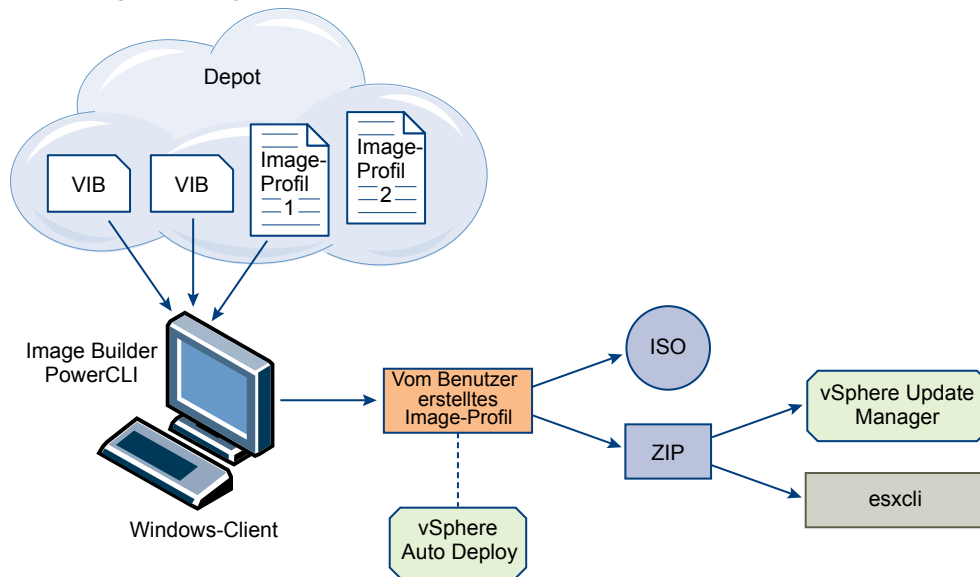 Depot
VIB
VIB
Image-
Profil
1
Image-
Profil
2
Image Builder
PowerCLI
Windows-Client
Vom Benutzer
erstelltes
Image-Profil
vSphere
Auto Deploy
ISO
ZIP
vSphere Update
Manager
esxcli